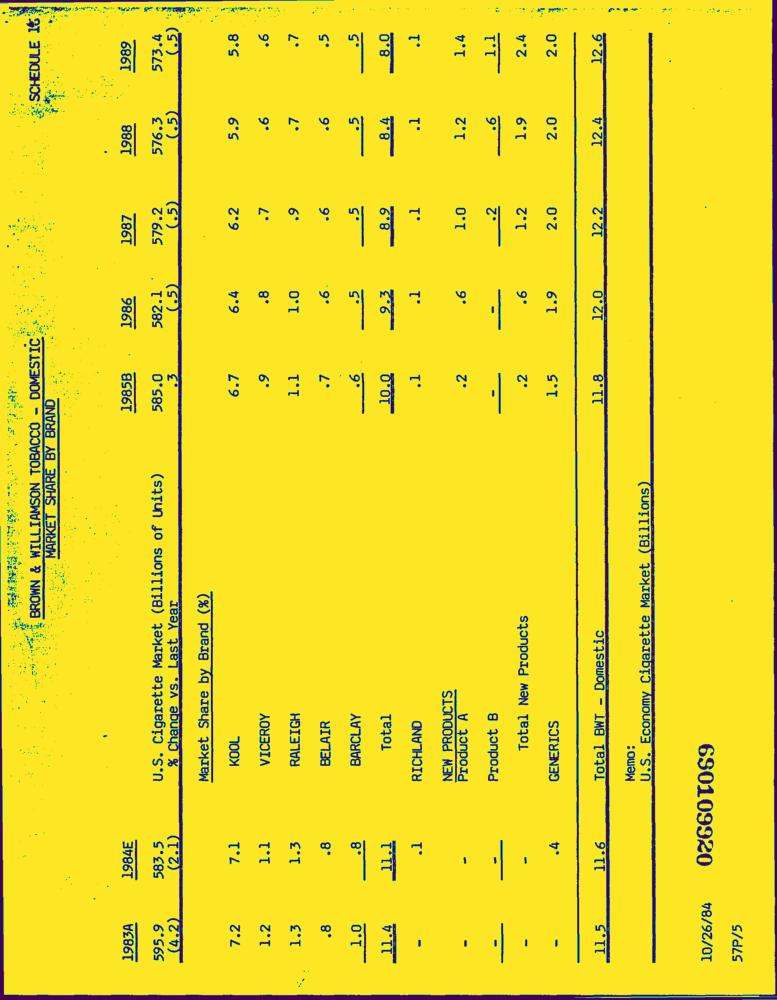 SCHEDULE 16
BROWN & WILLIAMSON TOBACCO - DOMESTIC
MARKET SHARE BY BRAND
1983A 1984E 1985B 1986 1987 1988 1989
595.9 583.5 U.S. Cigarette Market (Billions of Units) 585.0 582.1 579.2 576.3 573.4
(4.2) (2.1) % Change vs. Last Year .3 (.5) (.5) (.5) (.5)
Market Share by Brand (%)
7.2 7.1 KOOL 6.7 6.4 6.2 5.9 5.8
1.2 1.1 VICEROY .9 .8 .7 .6 .6
1.3 1.3 RALEIGH 1.1 1.0 .9 .7 .7
.8 .8 BELAIR .7 .6 .6 .6 .5
1.0 .8 BARCLAY .6 .5 .5 .5 .5
11.4 11.1 Total 10.0 9.3 8.9 8.4 8.0
- .1 RICHLAND .1 .1 .1 .1 .1
NEW PRODUCTS
- - Product A .2 .6 1.0 1.2 1.4
- - Product B - - .2 .6 1.1
- - Total New Products .2 .6 1.2 1.9 2.4
- .4 GENERICS 1.5 1.9 2.0 2.0 2.0
11.5 11.6 Total BWT - Domestic 11.8 12.0 12.2 12.4 12.6
Memo:
U.S. Economy Cigarette Market (Billions)
10/26/84
57P/5